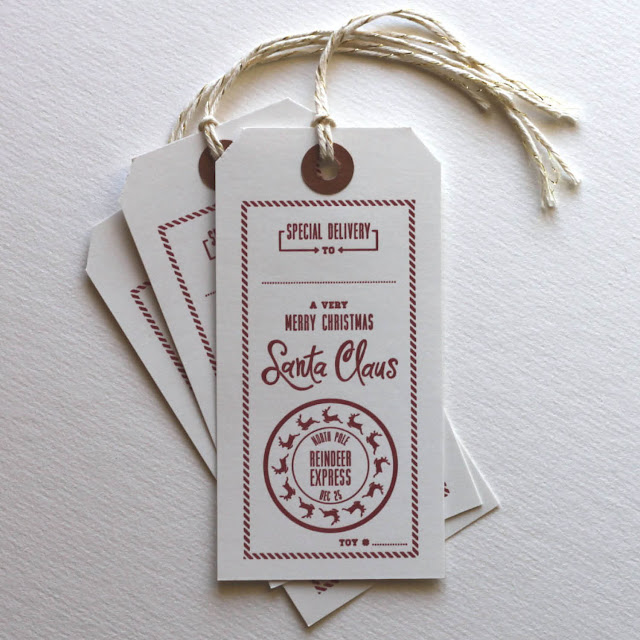 SPECIAL DELIVERY
TO
A VERY
MERRY CHRISTMAS
Santa Claus
NORTH POLE
REINDEER
EXPRESS
DEC 25
TOY @ .............